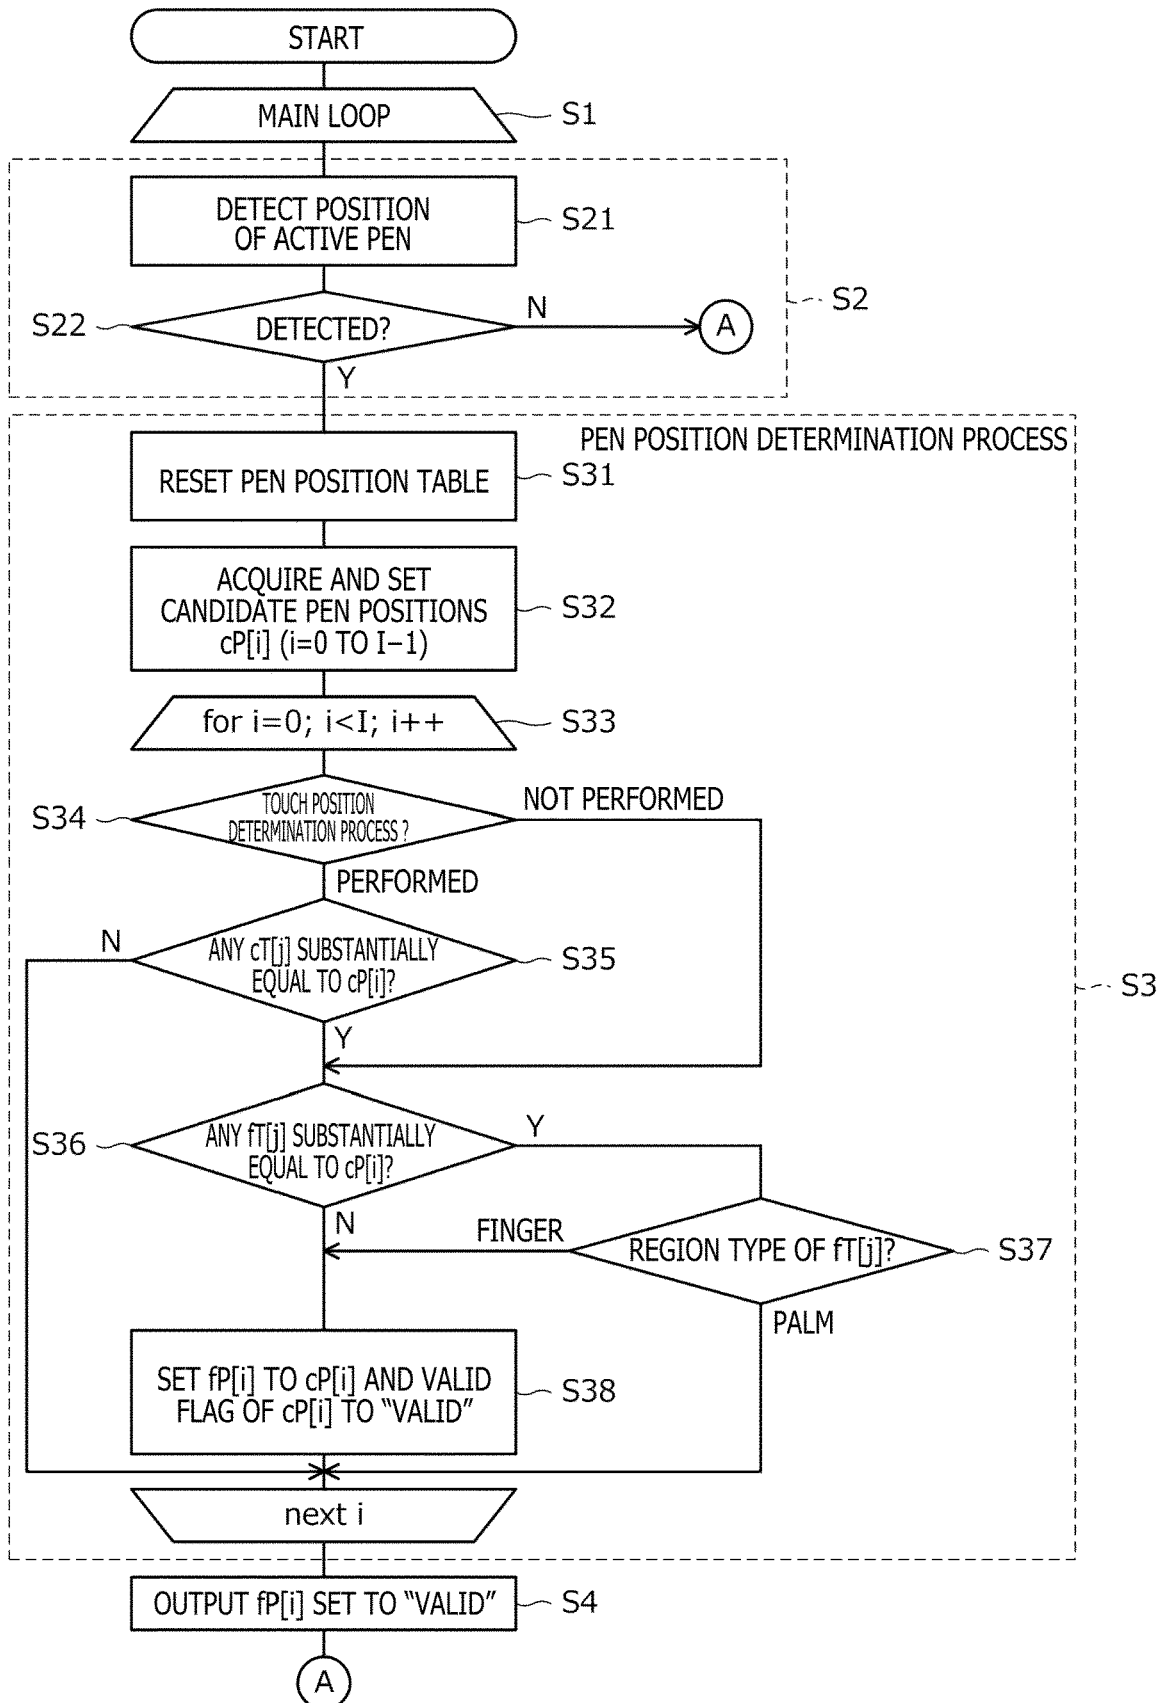 START
MAIN LOOP
S1
DETECT POSITION
OF ACTIVE PEN
S21
S22
DETECTED?
N
A
S2
Y
PEN POSITION DETERMINATION PROCESS
RESET PEN POSITION TABLE
S31
ACQUIRE AND SET
CANDIDATE PEN POSITIONS
cP[i] (i=0 TO I−1)
S32
for i=0; i<I; i++
S33
S34
TOUCH POSITION
DETERMINATION PROCESS ?
NOT PERFORMED
PERFORMED
N
ANY cT[j] SUBSTANTIALLY
EQUAL TO cP[i]?
S35
S3
Y
S36
ANY fT[j] SUBSTANTIALLY
EQUAL TO cP[i]?
Y
N
FINGER
REGION TYPE OF fT[j]?
S37
PALM
SET fP[i] TO cP[i] AND VALID
FLAG OF cP[i] TO “VALID”
S38
next i
OUTPUT fP[i] SET TO “VALID”
S4
A